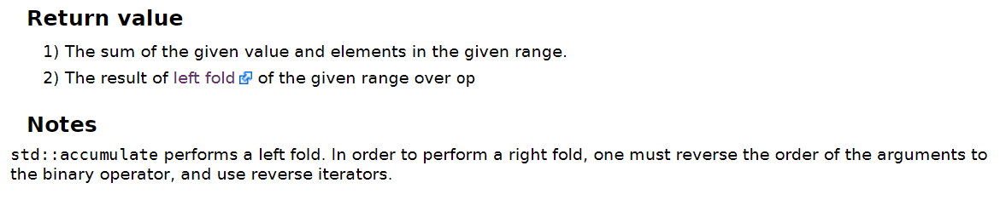 Return value
1) The sum of the given value and elements in the given range.
2) The result of left fold of the given range over op
Notes
std::accumulate performs a left fold. In order to perform a right fold, one must reverse the order of the arguments to
the binary operator, and use reverse iterators.